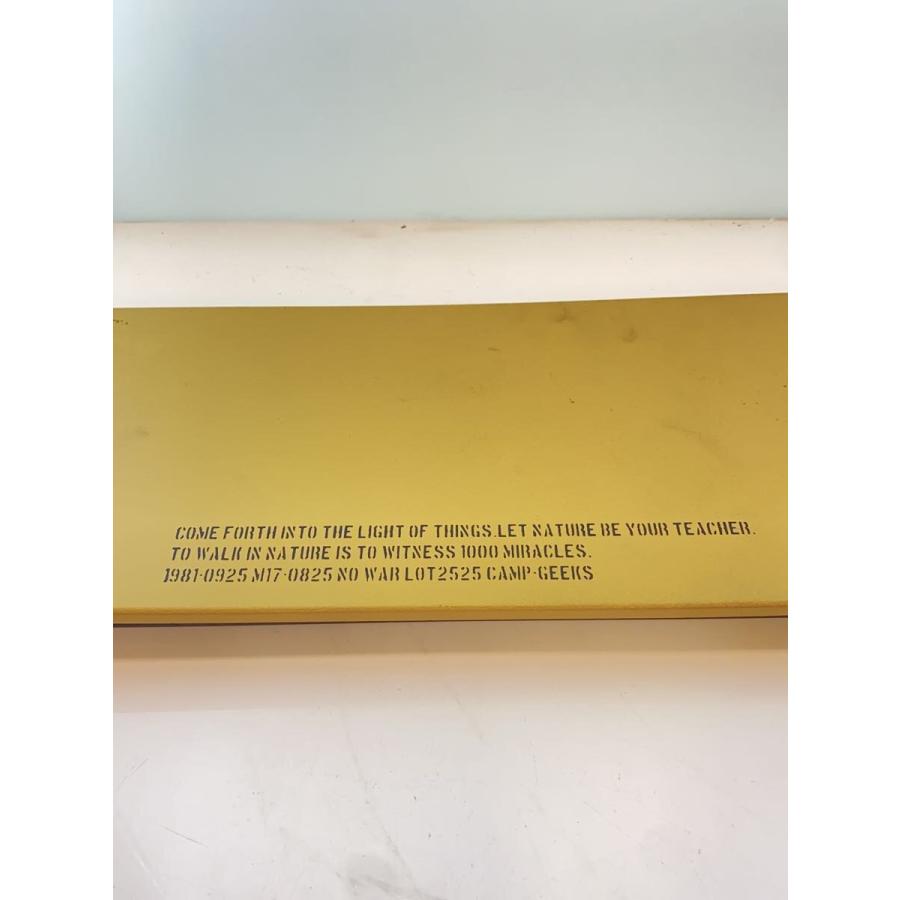 COME FORTH INTO THE LIGHT OF THINGS.LET NATURE BE YOUR TEACHER.
TO WALK IN NATURE IS TO WITNESS 1000 MIRACLES.
1981-0925 M17-0825 NO WAR LOT2525 CAMP-GEEKS